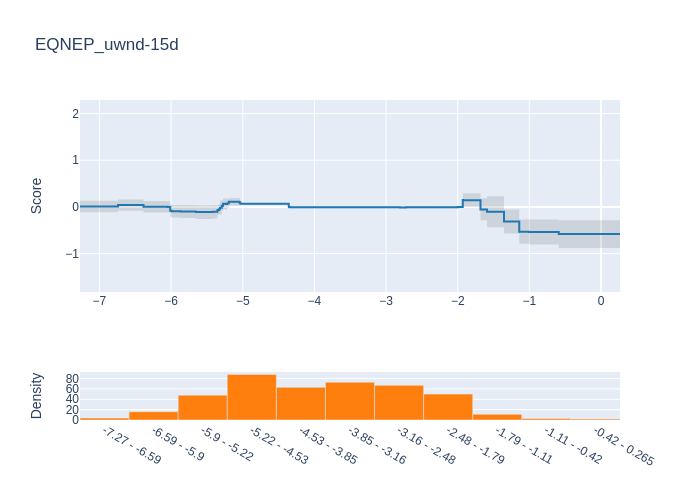 EQNEP_uwnd-15d
Score
2
1
0
−1
−7 −6 −5 −4 −3 −2 −1 0
Density
80
60
40
20
0
-7.27 - -6.59
-6.59 - -5.9
-5.9 - -5.22
-5.22 - -4.53
-4.53 - -3.85
-3.85 - -3.16
-3.16 - -2.48
-2.48 - -1.79
-1.79 - -1.11
-1.11 - -0.42
-0.42 - 0.265